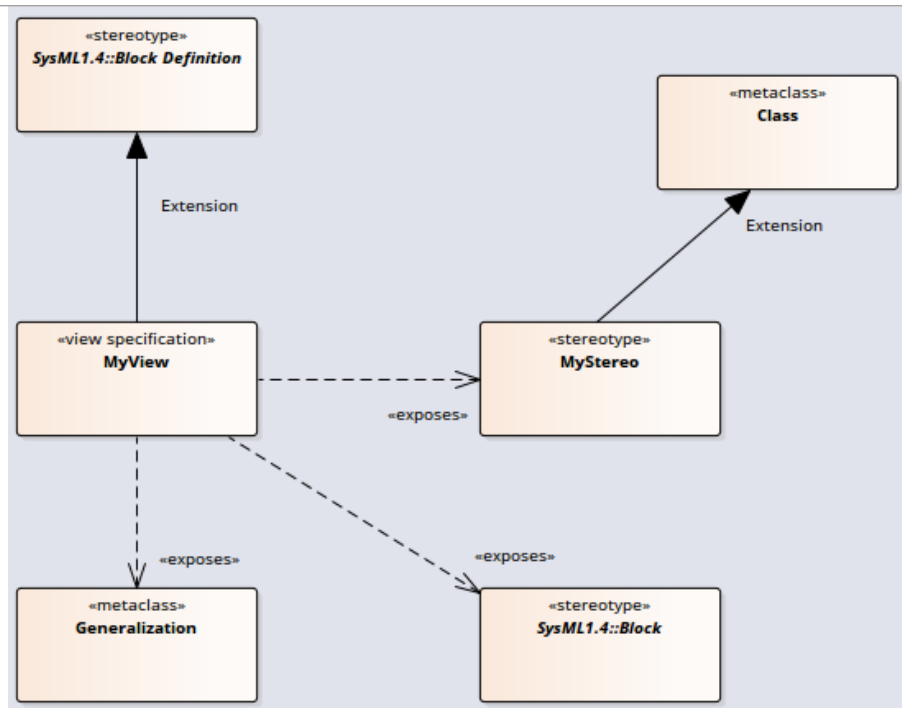 «stereotype»
SysML1.4::Block Definition
«metaclass»
Class
Extension
Extension
«view specification»
MyView
«stereotype»
MyStereo
«exposes»
«exposes»
«exposes»
«metaclass»
Generalization
«stereotype»
SysML1.4::Block